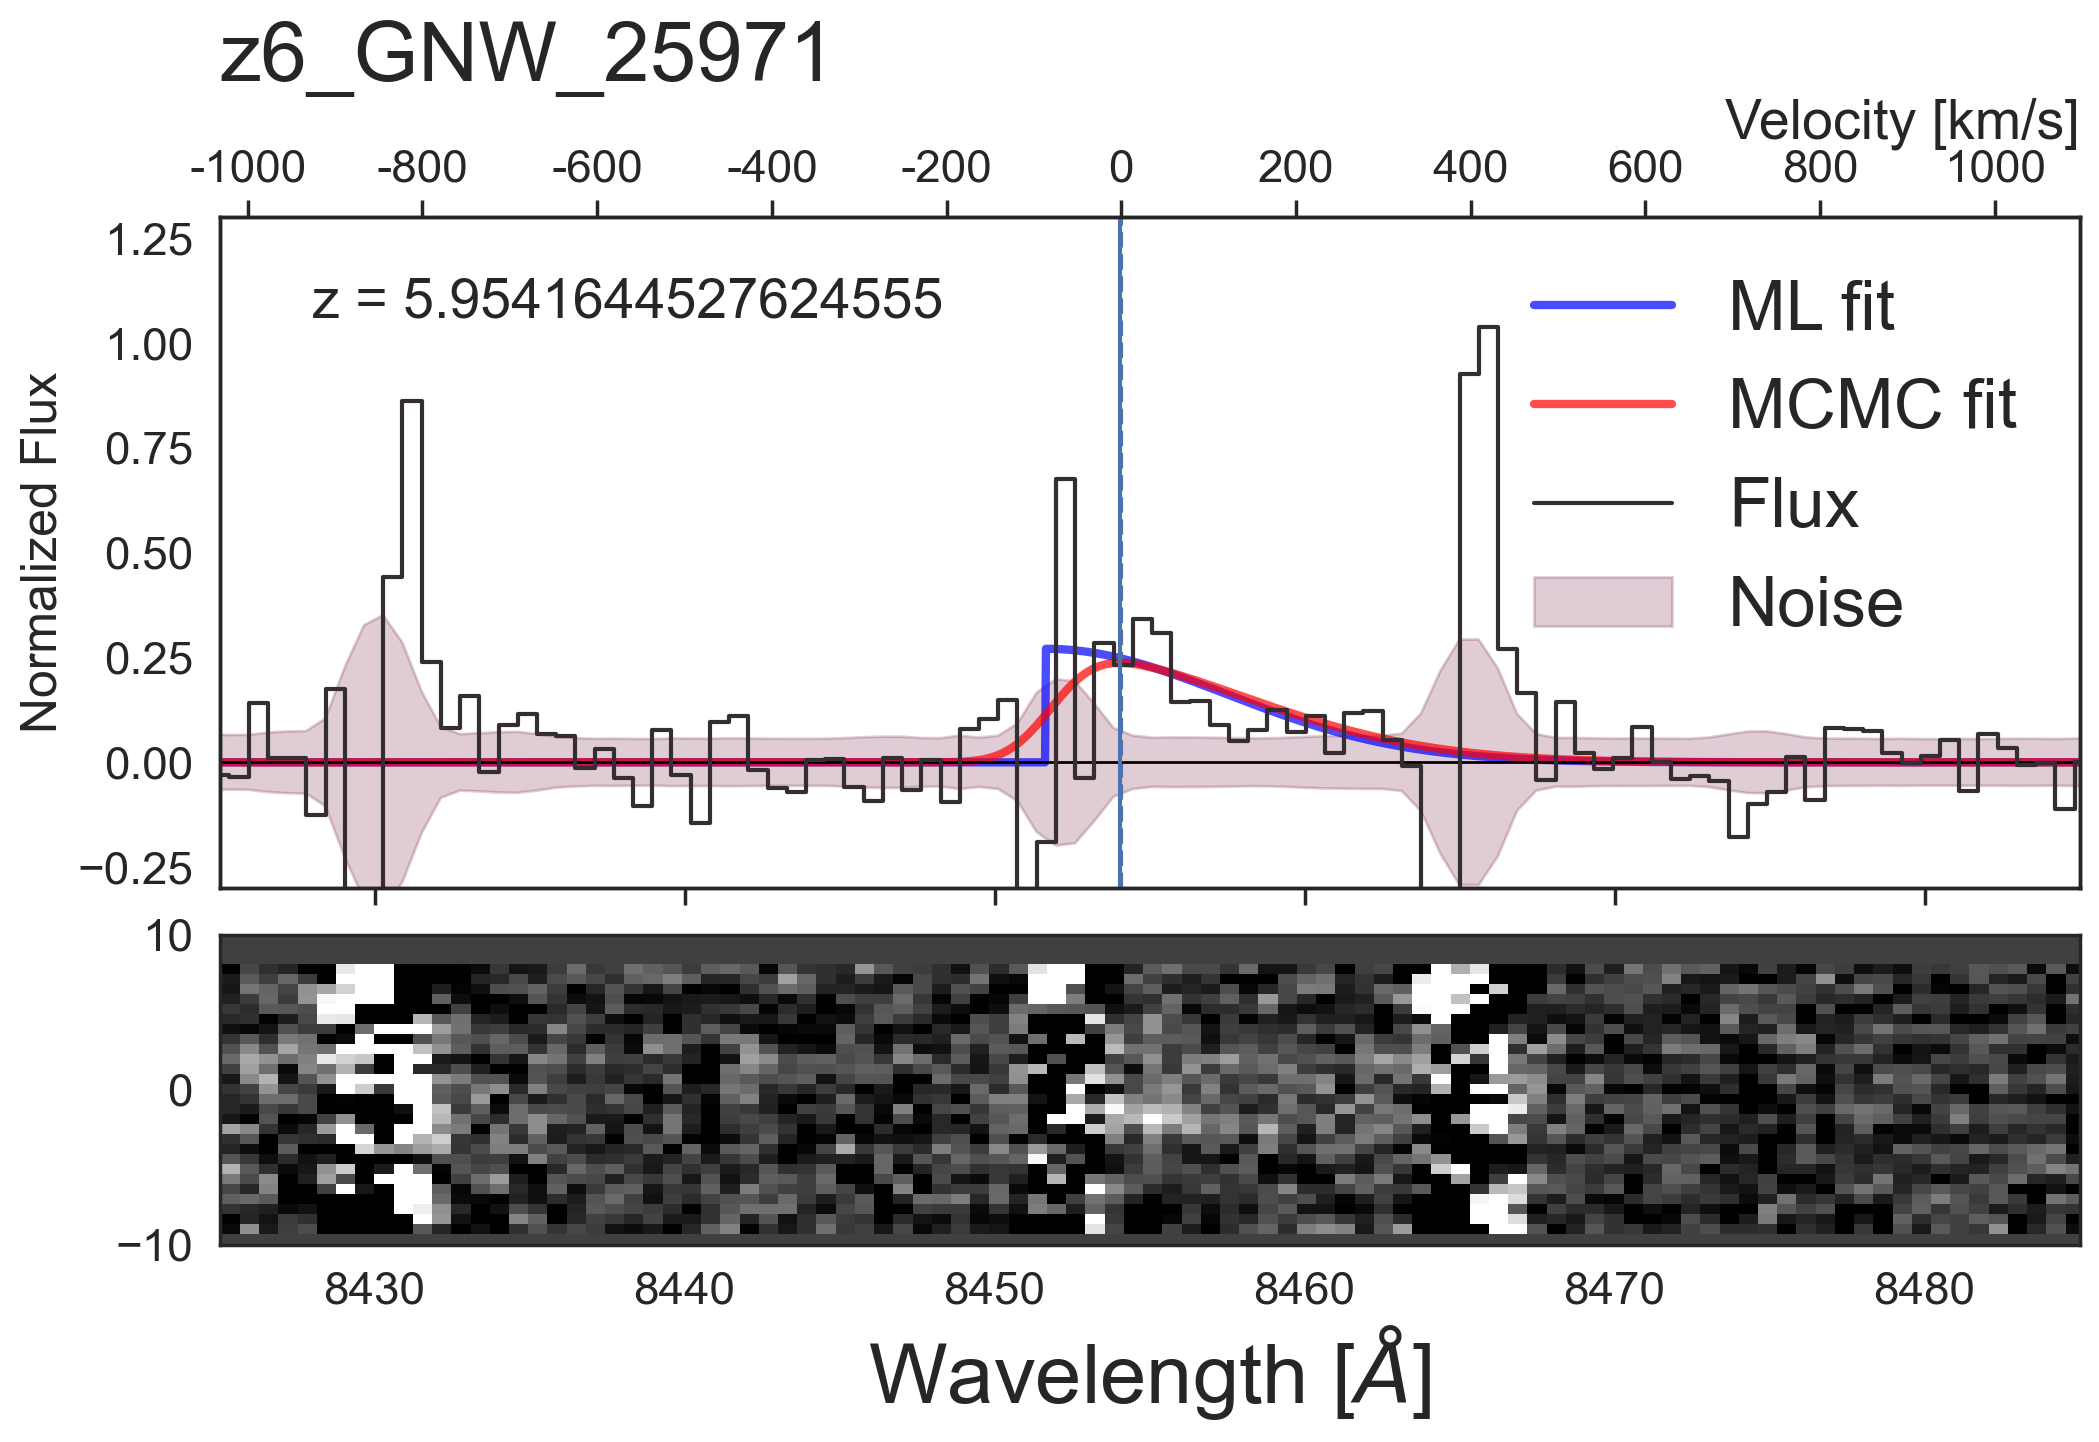 z6_GNW_25971
Velocity [km/s]
-1000 -800 -600 -400 -200 0 200 400 600 800 1000
1.25
1.00
0.75
0.50
0.25
0.00
−0.25
Normalized Flux
z = 5.9541644527624555
ML fit
MCMC fit
Flux
Noise
10
0
−10
8430 8440 8450 8460 8470 8480
Wavelength [Å]